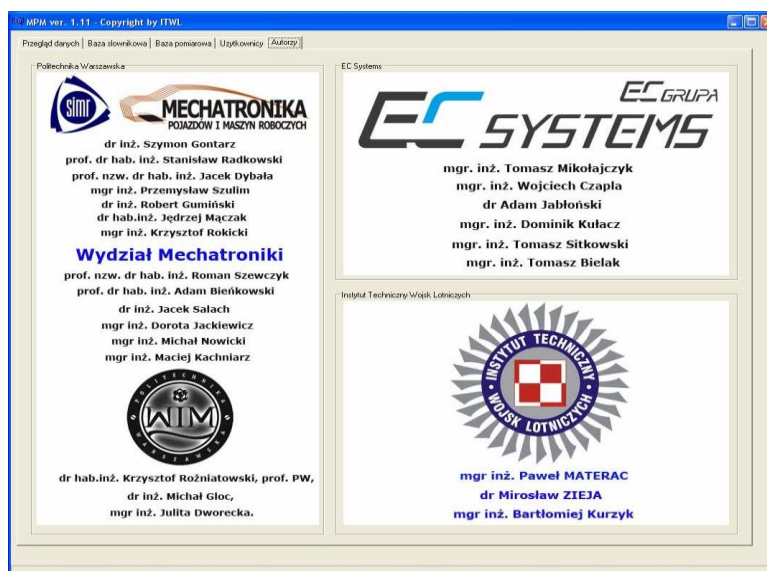 MPM ver. 1.11 - Copyright by ITWL
Przegląd danych Baza słownikowa Baza pomiarowa Użytkownicy Autorzy
Politechnika Warszawska
simr
MECHATRONIKA
POJAZDÓW I MASZYN ROBOCZYCH
dr inż. Szymon Gontarz
prof. dr hab. inż. Stanisław Radkowski
prof. nzw. dr hab. inż. Jacek Dybała
mgr inż. Przemysław Szulim
dr inż. Robert Gumiński
dr hab.inż. Jędrzej Mączak
mgr inż. Krzysztof Rokicki
Wydział Mechatroniki
prof. nzw. dr hab. inż. Roman Szewczyk
prof. dr hab. inż. Adam Bieńkowski
dr inż. Jacek Salach
mgr inż. Dorota Jackiewicz
mgr inż. Michał Nowicki
mgr inż. Maciej Kachniarz
POLITECHNIKA
WIM
WARSZAWSKA
dr hab.inż. Krzysztof Rożniatowski, prof. PW,
dr inż. Michał Gloc,
mgr inż. Julita Dworecka.
EC Systems
EC GRUPA
EC SYSTEMS
mgr. inż. Tomasz Mikołajczyk
mgr. inż. Wojciech Czapla
dr Adam Jabłoński
mgr. inż. Dominik Kułacz
mgr. inż. Tomasz Sitkowski
mgr. inż. Tomasz Bielak
Instytut Techniczny Wojsk Lotniczych
INSTYTUT TECHNICZNY
WOJSK LOTNICZYCH
mgr inż. Paweł MATERAC
dr Mirosław ZIEJA
mgr inż. Bartłomiej Kurzyk